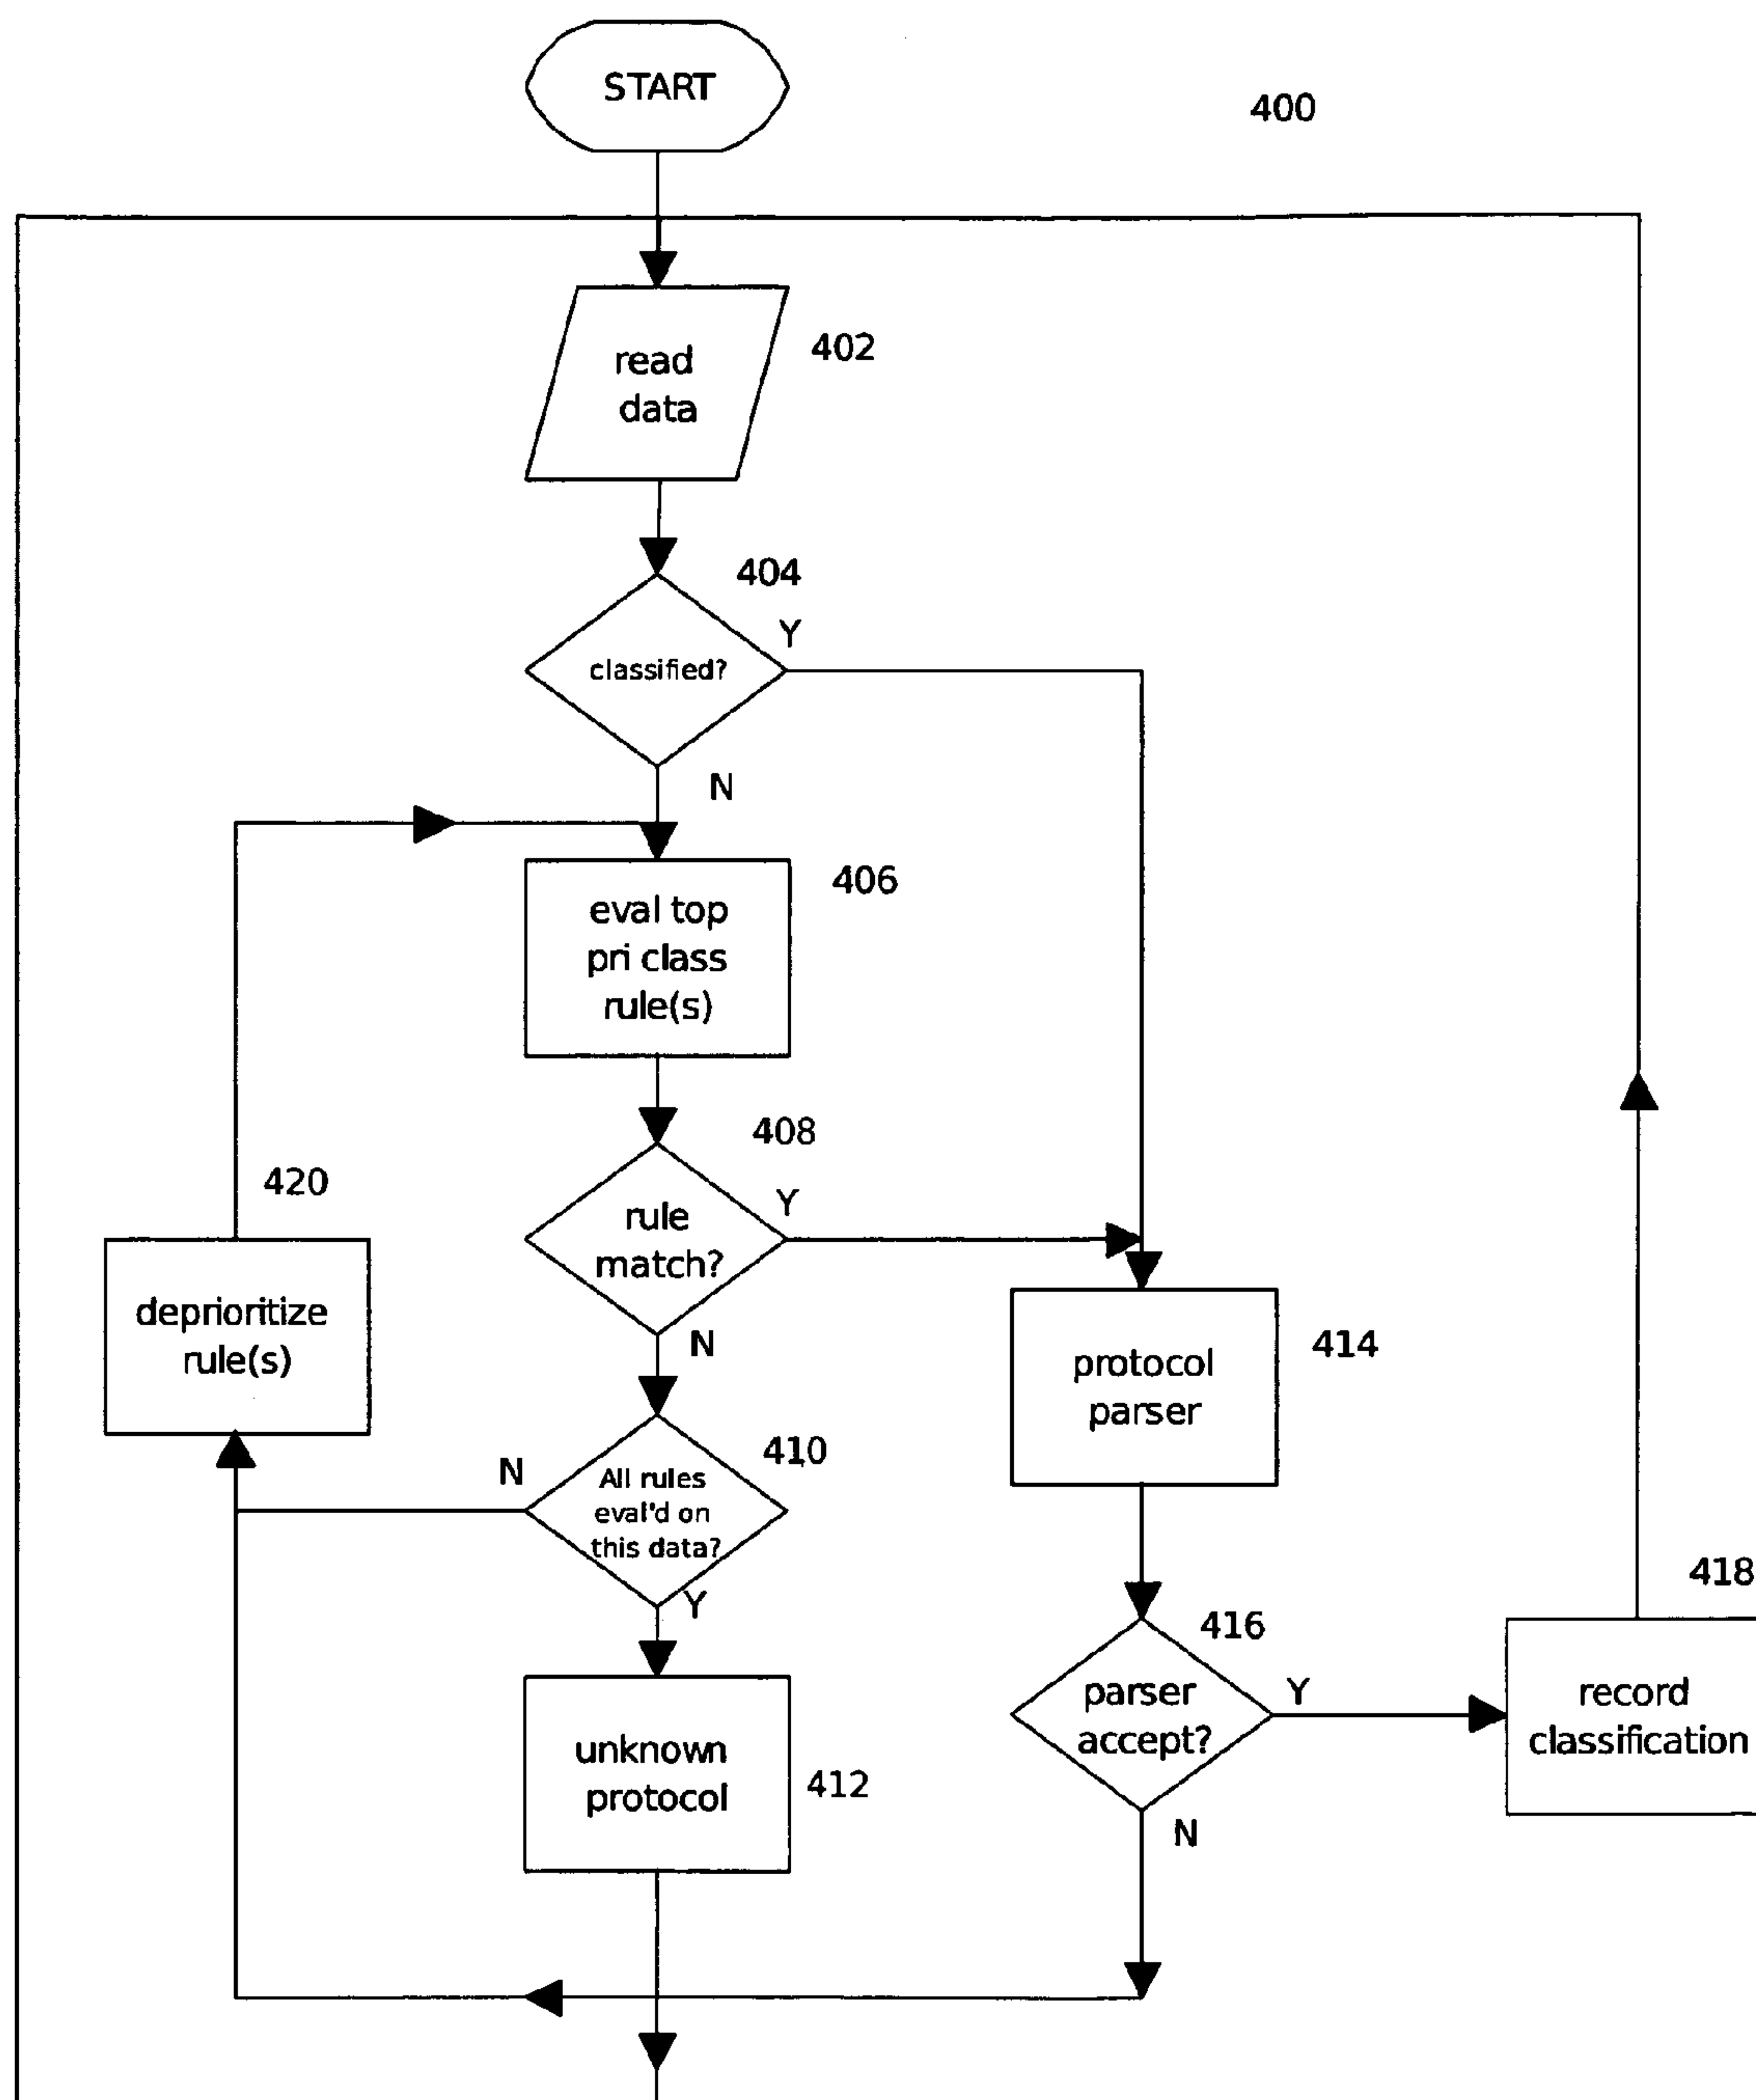 START
400
read
data
402
404
Y
classified?
N
406
eval top
pri class
rule(s)
408
Y
rule
match?
N
420
deprioritize
rule(s)
414
protocol
parser
410
N
All rules
eval'd on
this data?
Y
418
416
parser
accept?
Y
record
classification
unknown
protocol
412
N